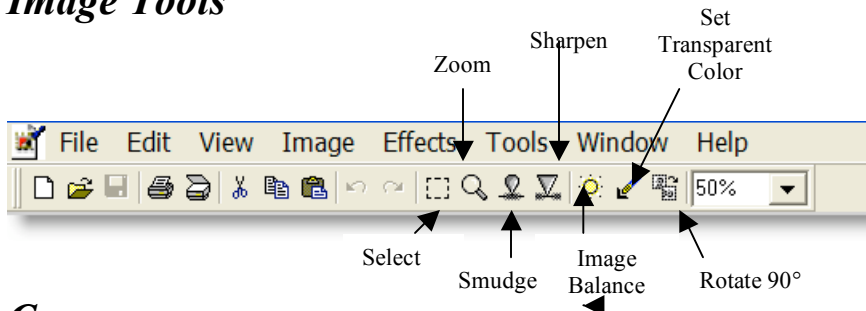 Image Tools
Set
Transparent
Color
Sharpen
Zoom
File Edit View Image Effects Tools Window Help
50%
Select
Smudge
Image
Balance
Rotate 90°